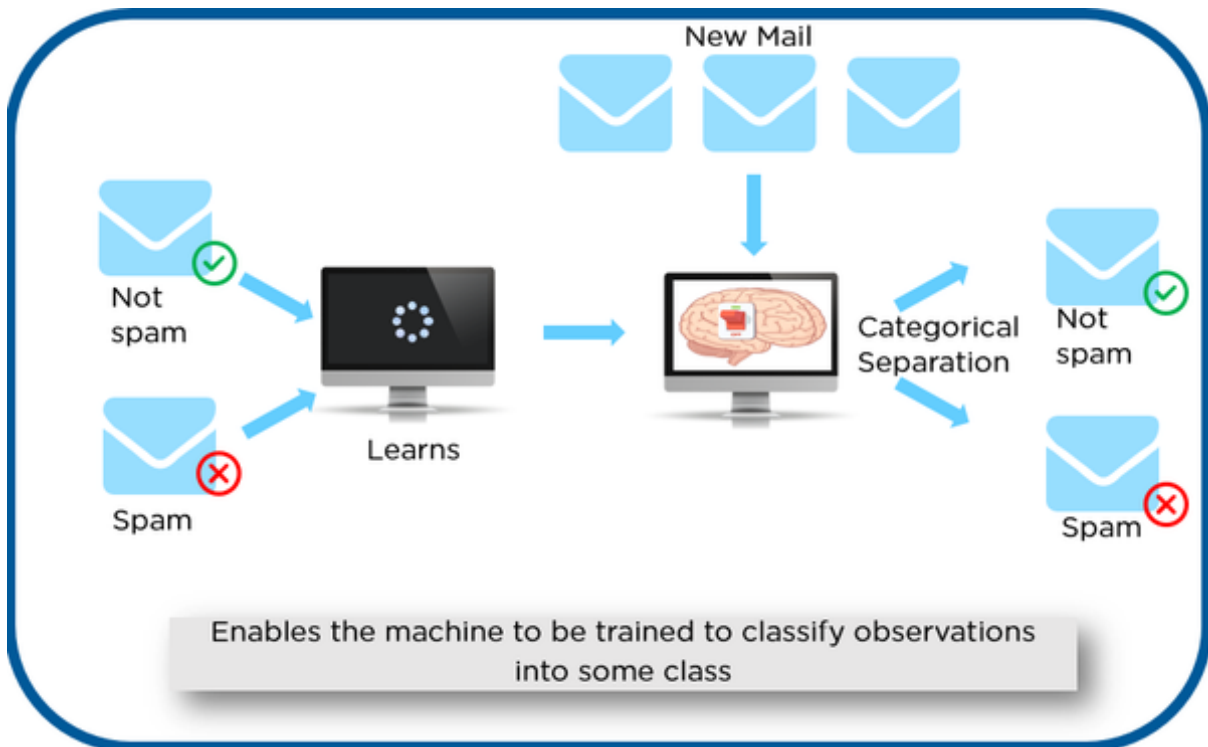 New Mail
Not
spam
Spam
Learns
Categorical
Separation
Not
spam
Spam
Enables the machine to be trained to classify observations
into some class